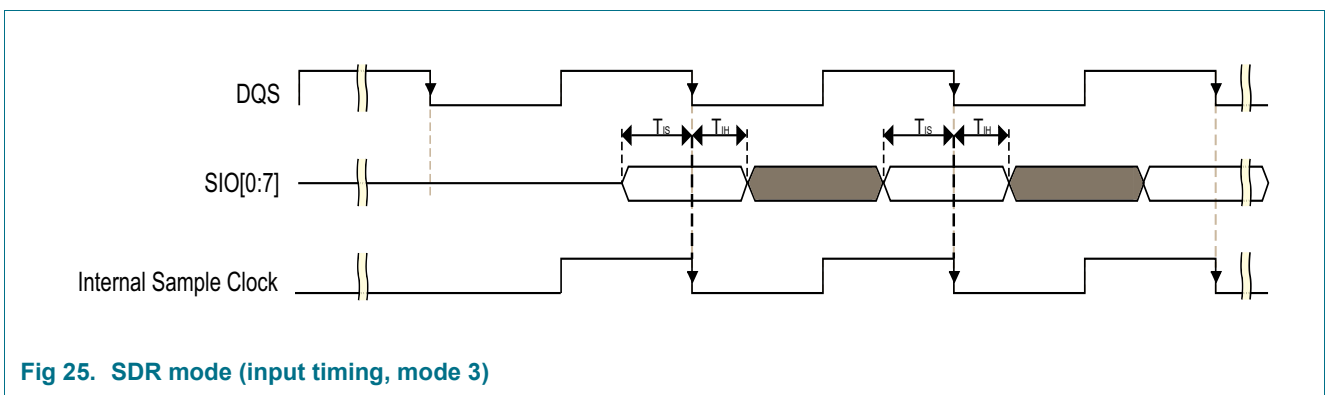 DQS
TIS TIH TIS TIH
SIO[0:7]
Internal Sample Clock
Fig 25. SDR mode (input timing, mode 3)